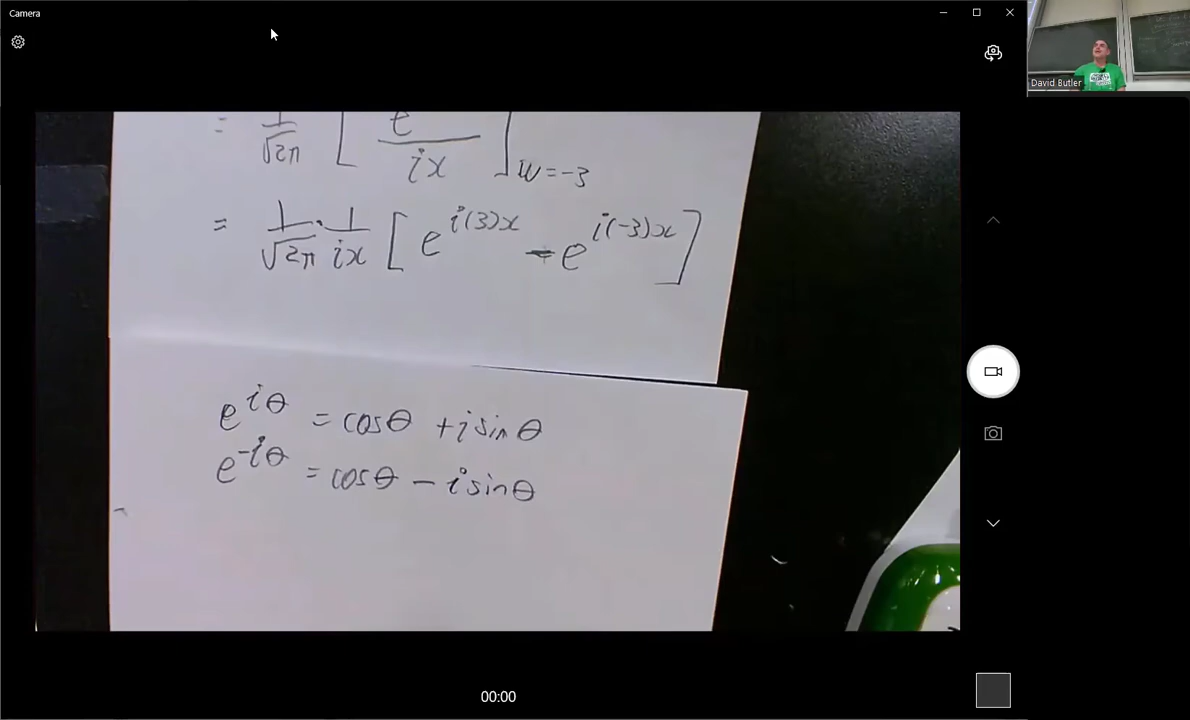 Camera
David Butler
= 1/√2π [ e / ix ] w=-3
= 1/√2π · 1/ix [ e^{i(3)x} - e^{i(-3)x} ]
e^{iθ} = cosθ + i sinθ
e^{-iθ} = cosθ - i sinθ
00:00